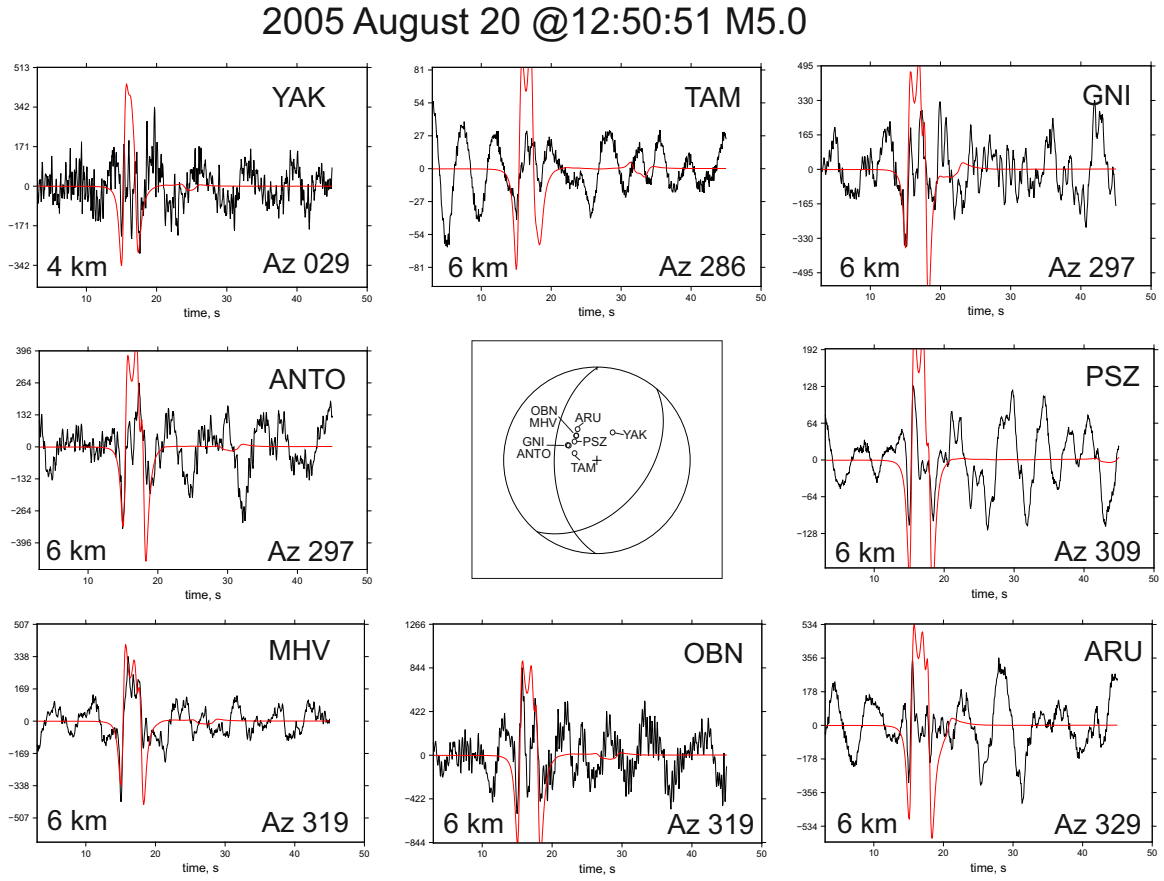 2005 August 20 @12:50:51 M5.0
513
342
171
0
−171
−342
YAK
4 km
Az 029
10 20 30 40 50
time, s
81
54
27
0
−27
−54
−81
TAM
6 km
Az 286
10 20 30 40 50
time, s
495
330
165
0
−165
−330
−495
GNI
6 km
Az 297
10 20 30 40 50
time, s
396
264
132
0
−132
−264
−396
ANTO
6 km
Az 297
10 20 30 40 50
time, s
OBN
MHV
ARU
YAK
GNI
ANTO
PSZ
TAM
192
128
64
0
−64
−128
PSZ
6 km
Az 309
10 20 30 40 50
time, s
507
338
169
0
−169
−338
−507
MHV
6 km
Az 319
10 20 30 40 50
time, s
1266
844
422
0
−422
−844
OBN
6 km
Az 319
10 20 30 40 50
time, s
534
356
178
0
−178
−356
−534
ARU
6 km
Az 329
10 20 30 40 50
time, s